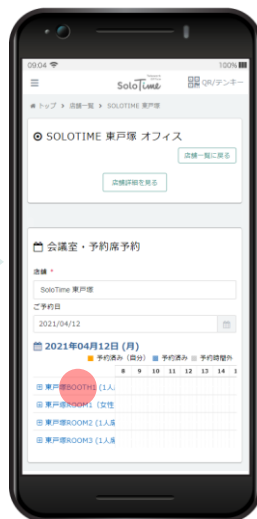 09:04 100%
SoloTime QR/テンキー
トップ > 店舗一覧 > SOLOTIME 東戸塚
SOLOTIME 東戸塚 オフィス
店舗一覧に戻る
店舗詳細を見る
会議室・予約席予約
店舗 *
SoloTime 東戸塚
ご予約日
2021/04/12
2021年04月12日 (月)
予約済み (自分) 予約済み 予約時間外
8 9 10 11 12 13 14 1
東戸塚BOOTH1 (1人
東戸塚ROOM1 (女性
東戸塚ROOM2 (1人
東戸塚ROOM3 (1人